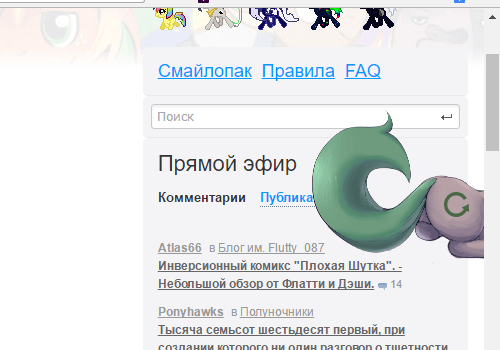 Смайлопак Правила FAQ
Поиск
Прямой эфир
Комментарии Публика
Atlas66 в Блог им. Flutty_087
Инверсионный комикс "Плохая Шутка". -
Небольшой обзор от Флатти и Дэши. 14
Ponyhawks в Полуночники
Тысяча семьсот шестьдесят первый, при
создании которого ни один разговор о тщетности